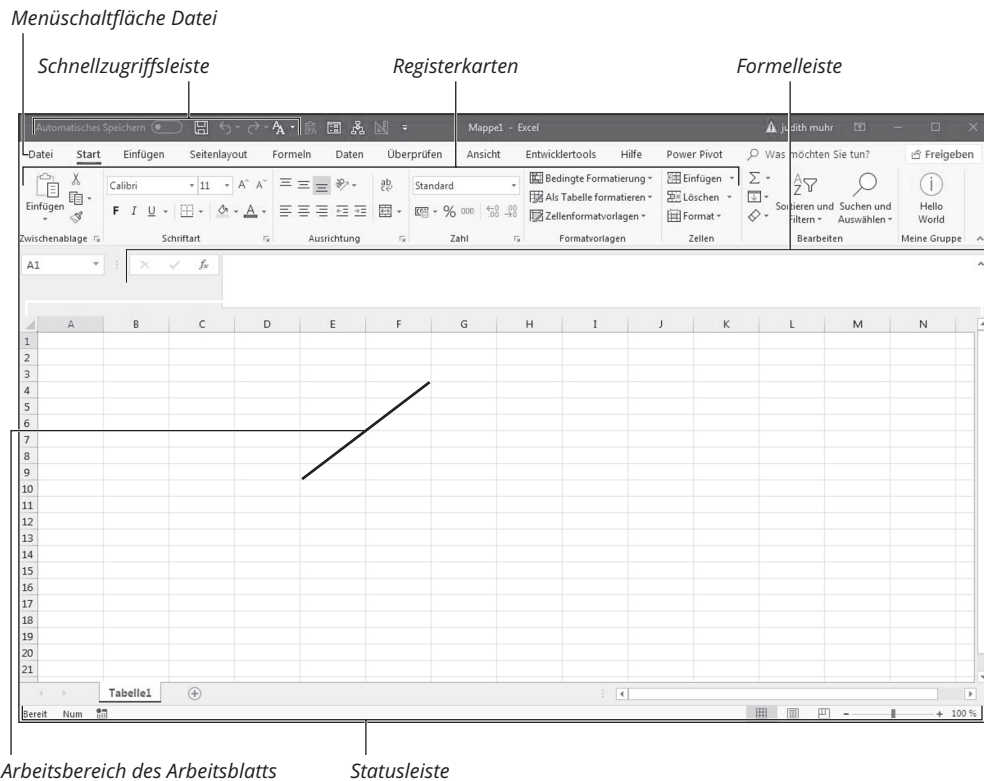 Menüschaltfläche Datei
Schnellzugriffsleiste Registerkarten Formelleiste
Automatisches Speichern Mappe1 - Excel judith muhr
Datei Start Einfügen Seitenlayout Formeln Daten Überprüfen Ansicht Entwicklertools Hilfe Power Pivot Was möchten Sie tun? Freigeben
Calibri 11 A A Standard Bedingte Formatierung Einfügen Σ
Einfügen F I U A % 000 Als Tabelle formatieren Löschen Sortieren und Suchen und Hello
Zellenformatvorlagen Format Filtern Auswählen World
Zwischenablage Schriftart Ausrichtung Zahl Formatvorlagen Zellen Bearbeiten Meine Gruppe
A1 fx
A B C D E F G H I J K L M N
1
2
3
4
5
6
7
8
9
10
11
12
13
14
15
16
17
18
19
20
21
Tabelle1
Bereit Num 100 %
Arbeitsbereich des Arbeitsblatts Statusleiste